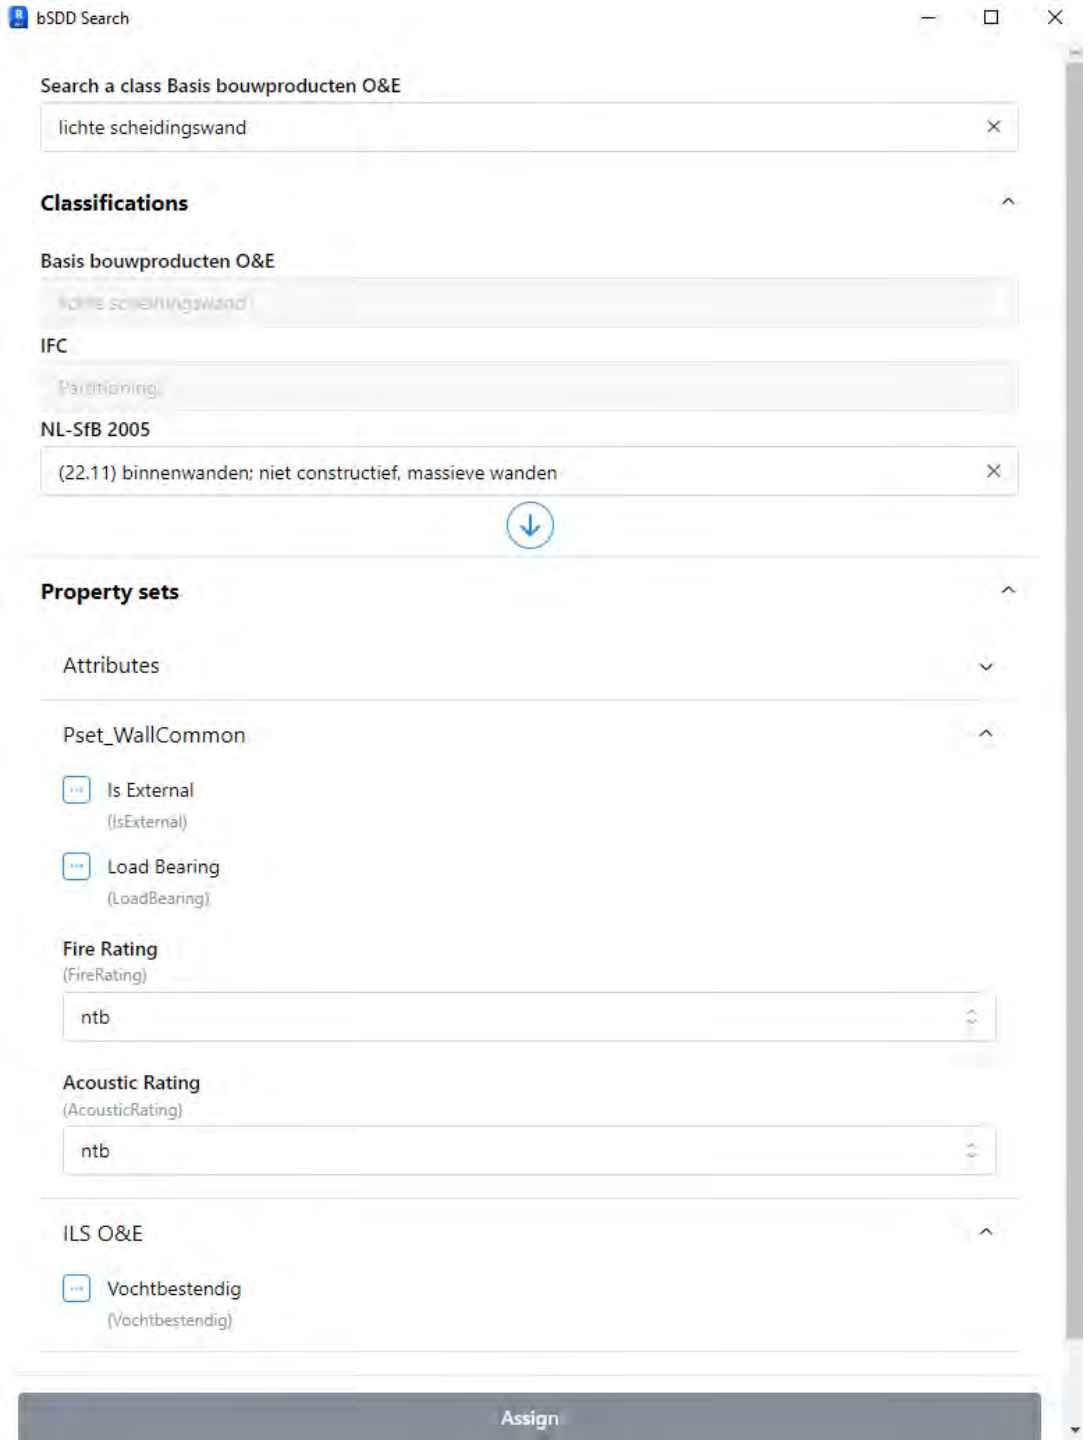 bSDD Search
Search a class Basis bouwproducten O&E
lichte scheidingswand
Classifications
Basis bouwproducten O&E
lichte scheidingswand
IFC
Partitioning
NL-SfB 2005
(22.11) binnenwanden; niet constructief, massieve wanden
Property sets
Attributes
Pset_WallCommon
Is External
(IsExternal)
Load Bearing
(LoadBearing)
Fire Rating
(FireRating)
ntb
Acoustic Rating
(AcousticRating)
ntb
ILS O&E
Vochtbestendig
(Vochtbestendig)
Assign